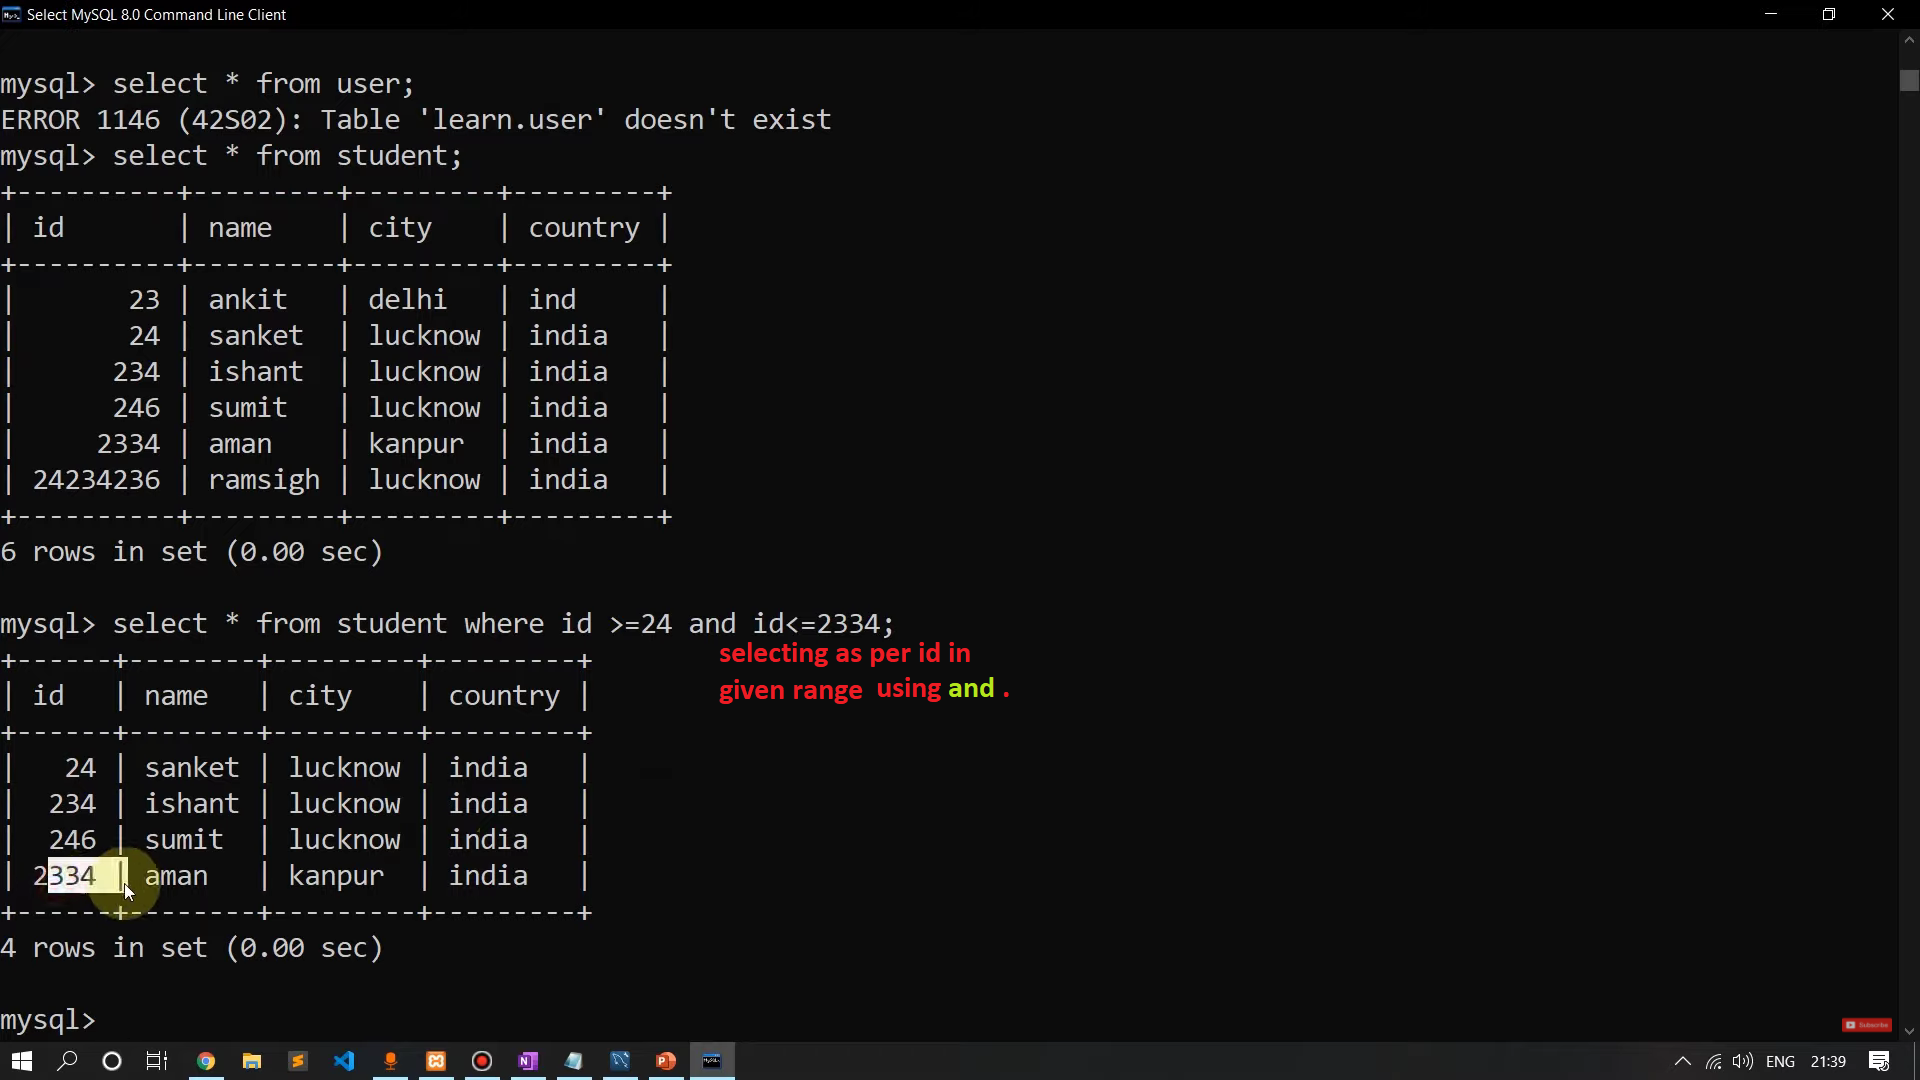 Select MySQL 8.0 Command Line Client
mysql> select * from user;
ERROR 1146 (42S02): Table 'learn.user' doesn't exist
mysql> select * from student;
+----------+---------+---------+---------+
| id       | name    | city    | country |
+----------+---------+---------+---------+
|       23 | ankit   | delhi   | ind     |
|       24 | sanket  | lucknow | india   |
|      234 | ishant  | lucknow | india   |
|      246 | sumit   | lucknow | india   |
|     2334 | aman    | kanpur  | india   |
| 24234236 | ramsigh | lucknow | india   |
+----------+---------+---------+---------+
6 rows in set (0.00 sec)
mysql> select * from student where id >=24 and id<=2334;
selecting as per id in
given range using and .
+------+--------+---------+---------+
| id   | name   | city    | country |
+------+--------+---------+---------+
|   24 | sanket | lucknow | india   |
|  234 | ishant | lucknow | india   |
|  246 | sumit  | lucknow | india   |
| 2334 | aman   | kanpur  | india   |
+------+--------+---------+---------+
4 rows in set (0.00 sec)
mysql>
Subscribe
ENG 21:39